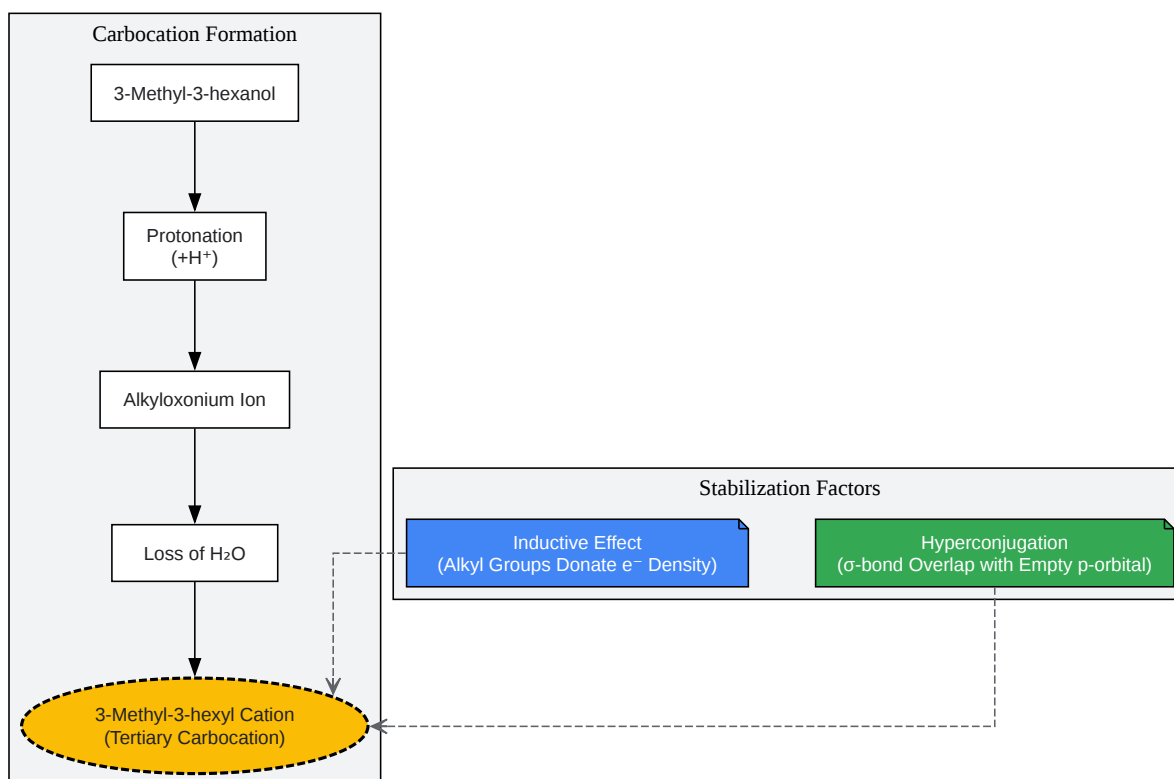 Carbocation Formation
3-Methyl-3-hexanol
Protonation
(+H⁺)
Alkyloxonium Ion
Loss of H₂O
3-Methyl-3-hexyl Cation
(Tertiary Carbocation)
Stabilization Factors
Inductive Effect
(Alkyl Groups Donate e⁻ Density)
Hyperconjugation
(σ-bond Overlap with Empty p-orbital)